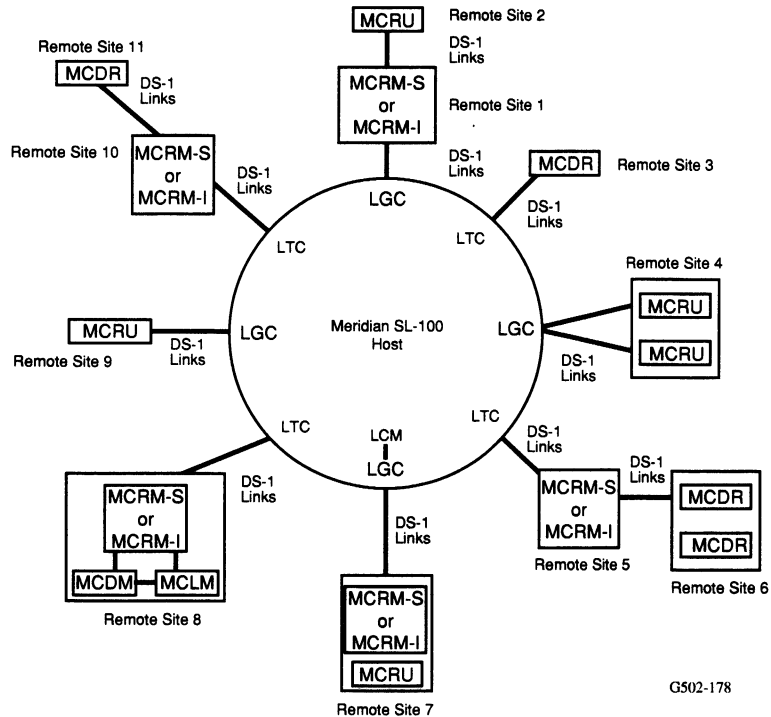 MCRU
Remote Site 2
DS-1
Links
MCRM-S
or
MCRM-I
Remote Site 1
DS-1
Links
Remote Site 11
MCDR
DS-1
Links
Remote Site 10
MCRM-S
or
MCRM-I
DS-1
Links
MCDR
Remote Site 3
DS-1
Links
LGC
LTC
LTC
Remote Site 4
MCRU
MCRU
DS-1
Links
MCRU
Remote Site 9
DS-1
Links
LGC
Meridian SL-100
Host
LGC
LTC
LCM
LGC
LTC
DS-1
Links
MCRM-S
or
MCRM-I
MCDM
MCLM
Remote Site 8
DS-1
Links
DS-1
Links
MCRM-S
or
MCRM-I
MCRU
Remote Site 7
DS-1
Links
MCRM-S
or
MCRM-I
Remote Site 5
MCDR
MCDR
Remote Site 6
DS-1
Links
G502-178